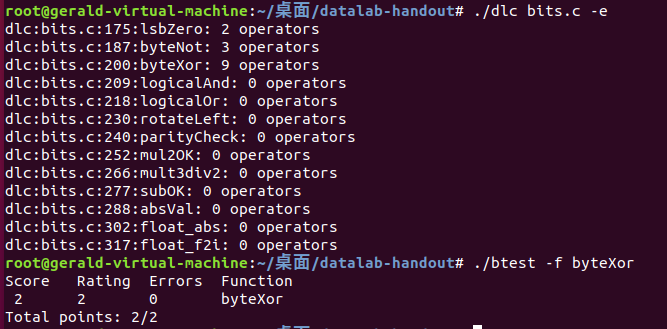 root@gerald-virtual-machine:~/桌面/datalab-handout# ./dlc bits.c -e
dlc:bits.c:175:lsbZero: 2 operators
dlc:bits.c:187:byteNot: 3 operators
dlc:bits.c:200:byteXor: 9 operators
dlc:bits.c:209:logicalAnd: 0 operators
dlc:bits.c:218:logicalOr: 0 operators
dlc:bits.c:230:rotateLeft: 0 operators
dlc:bits.c:240:parityCheck: 0 operators
dlc:bits.c:252:mul2OK: 0 operators
dlc:bits.c:266:mult3div2: 0 operators
dlc:bits.c:277:subOK: 0 operators
dlc:bits.c:288:absVal: 0 operators
dlc:bits.c:302:float_abs: 0 operators
dlc:bits.c:317:float_f2i: 0 operators
root@gerald-virtual-machine:~/桌面/datalab-handout# ./btest -f byteXor
Score Rating Errors Function
2 2 0 byteXor
Total points: 2/2